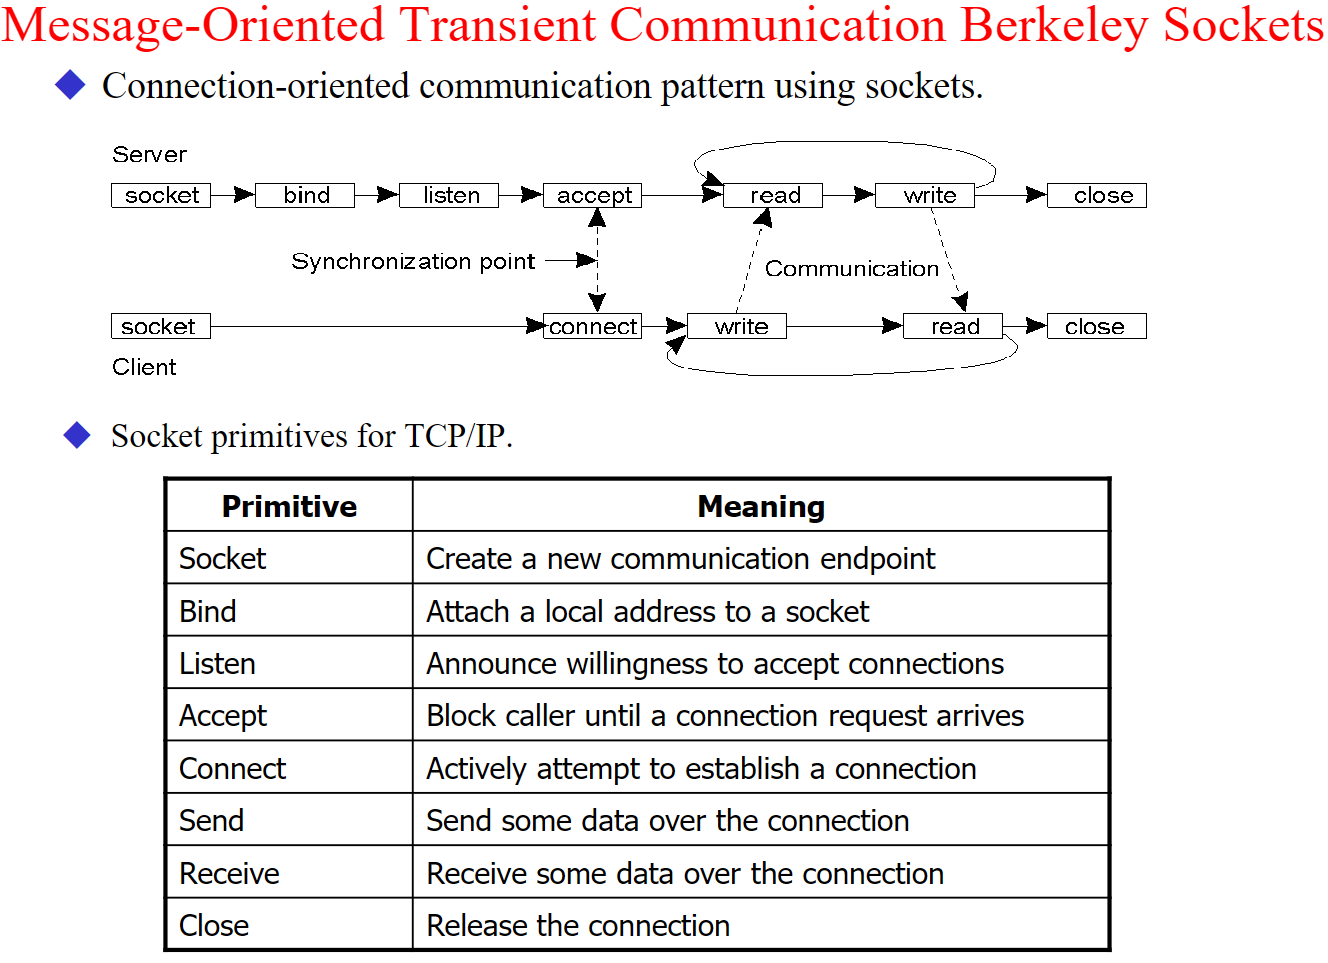 Message-Oriented Transient Communication Berkeley Sockets
Connection-oriented communication pattern using sockets.
Server
socket bind listen accept read write close
Synchronization point Communication
socket connect write read close
Client
Socket primitives for TCP/IP.
Primitive Meaning
Socket Create a new communication endpoint
Bind Attach a local address to a socket
Listen Announce willingness to accept connections
Accept Block caller until a connection request arrives
Connect Actively attempt to establish a connection
Send Send some data over the connection
Receive Receive some data over the connection
Close Release the connection